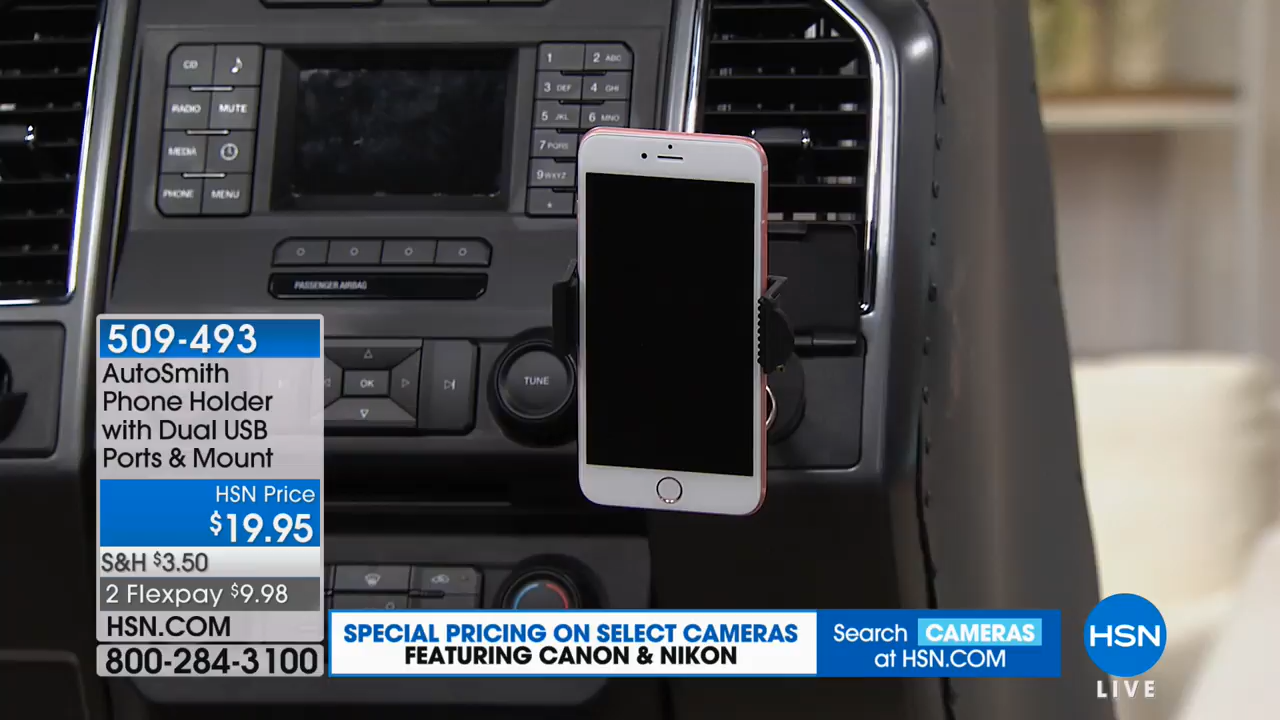 CD
RADIO
MUTE
MEDIA
PHONE
MENU
1
2 ABC
3 DEF
4 GHI
5 JKL
6 MNO
7 PQRS
9 WXYZ
PASSENGER AIRBAG
OK
TUNE
509-493
AutoSmith
Phone Holder
with Dual USB
Ports & Mount
HSN Price
$19.95
S&H $3.50
2 Flexpay $9.98
HSN.COM
800-284-3100
SPECIAL PRICING ON SELECT CAMERAS
FEATURING CANON & NIKON
Search CAMERAS
at HSN.COM
HSN
LIVE